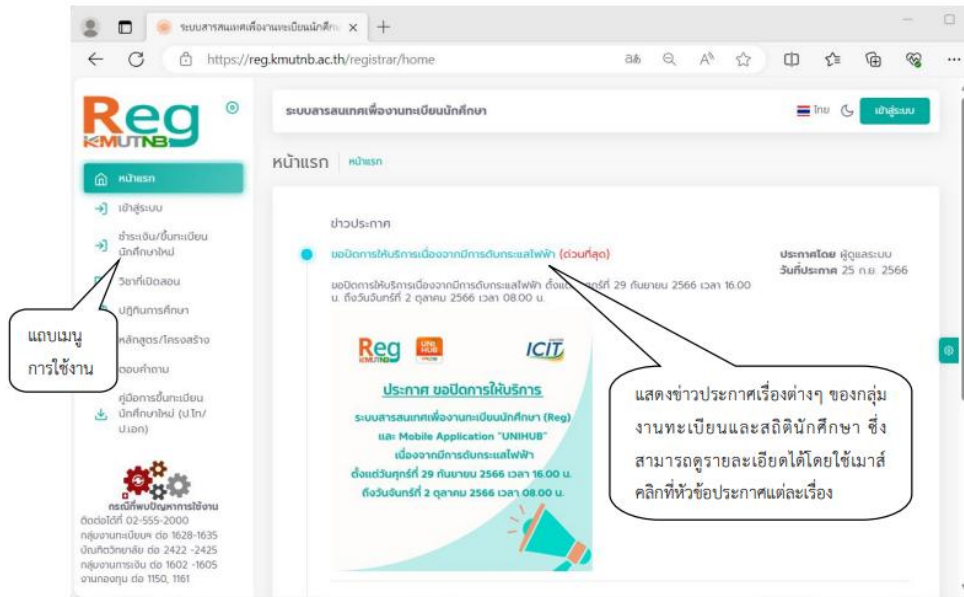 ระบบสารสนเทศเพื่องานทะเบียนนักศึกษา
https://reg.kmutnb.ac.th/registrar/home
Reg
KMUTNB
ระบบสารสนเทศเพื่องานทะเบียนนักศึกษา
ไทย
เข้าสู่ระบบ
หน้าแรก
เข้าสู่ระบบ
ชำระเงิน/ขึ้นทะเบียน
นักศึกษาใหม่
วิชาที่เปิดสอน
ปฏิทินการศึกษา
หลักสูตร/โครงสร้าง
ตอบคำถาม
คู่มือการขึ้นทะเบียน
นักศึกษาใหม่ (ป.โท/
ป.เอก)
แถบเมนู
การใช้งาน
กรณีที่พบปัญหาการใช้งาน
ติดต่อได้ที่ 02-555-2000
กลุ่มงานทะเบียนฯ ต่อ 1628-1635
บัณฑิตวิทยาลัย ต่อ 2422 -2425
กลุ่มงานการเงิน ต่อ 1602 -1605
งานกองทุน ต่อ 1150, 1161
หน้าแรก หน้าแรก
ข่าวประกาศ
ขอปิดการให้บริการเนื่องจากมีการดับกระแสไฟฟ้า (ด่วนที่สุด)
ประกาศโดย ผู้ดูแลระบบ
วันที่ประกาศ 25 ก.ย. 2566
ขอปิดการให้บริการเนื่องจากมีการดับกระแสไฟฟ้า ตั้งแต่ ศุกร์ที่ 29 กันยายน 2566 เวลา 16.00
น. ถึงวันจันทร์ที่ 2 ตุลาคม 2566 เวลา 08.00 น.
Reg
KMUTNB
UNI
HUB
ICIT
ประกาศ ขอปิดการให้บริการ
ระบบสารสนเทศเพื่องานทะเบียนนักศึกษา (Reg)
และ Mobile Application "UNIHUB"
เนื่องจากมีการดับกระแสไฟฟ้า
ตั้งแต่วันศุกร์ที่ 29 กันยายน 2566 เวลา 16.00 น.
ถึงวันจันทร์ที่ 2 ตุลาคม 2566 เวลา 08.00 น.
แสดงข่าวประกาศเรื่องต่างๆ ของกลุ่ม
งานทะเบียนและสถิตินักศึกษา ซึ่ง
สามารถดูรายละเอียดได้โดยใช้เมาส์
คลิกที่หัวข้อประกาศแต่ละเรื่อง